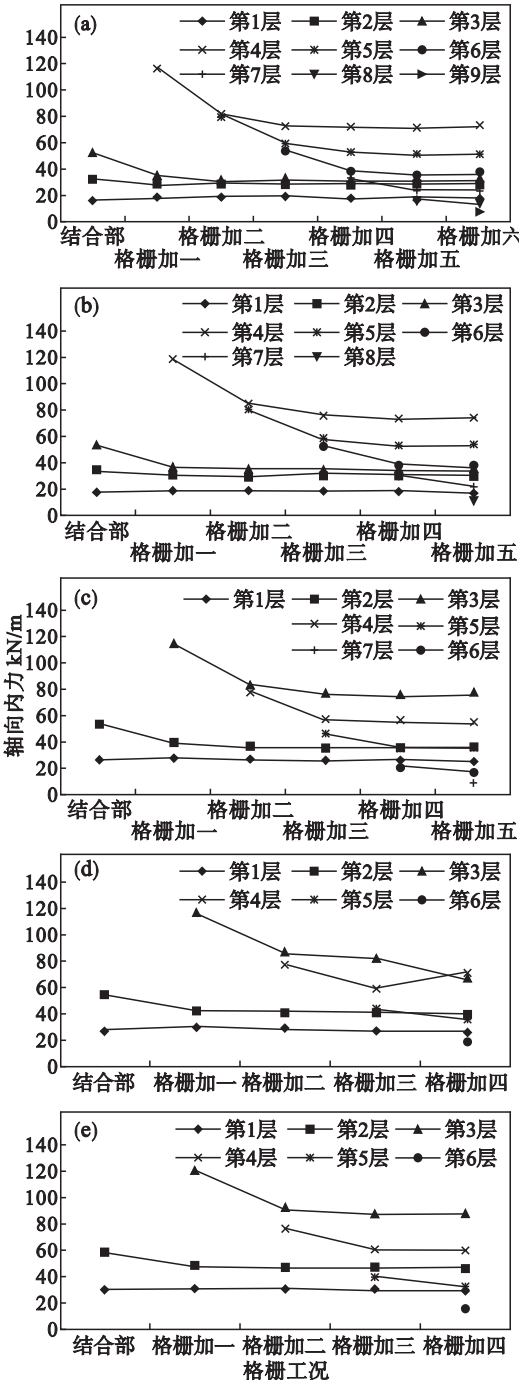 (a) 第1层 第2层 第3层
140
120 第4层 第5层 第6层
100 第7层 第8层 第9层
80
60
40
20
0
结合部 格栅加二 格栅加四 格栅加六
格栅加一 格栅加三 格栅加五
(b) 第1层 第2层 第3层
140 第4层 第5层 第6层
120 第7层 第8层
100
80
60
40
20
0
结合部 格栅加二 格栅加四
格栅加一 格栅加三 格栅加五
轴向内力 kN/m
(c) 第1层 第2层 第3层
140 第4层 第5层
120 第7层 第6层
100
80
60
40
20
0
结合部 格栅加二 格栅加四
格栅加一 格栅加三 格栅加五
(d) 第1层 第2层 第3层
140
120 第4层 第5层 第6层
100
80
60
40
20
0
结合部 格栅加一 格栅加二 格栅加三 格栅加四
(e) 第1层 第2层 第3层
140
120 第4层 第5层 第6层
100
80
60
40
20
0
结合部 格栅加一 格栅加二 格栅加三 格栅加四
格栅工况